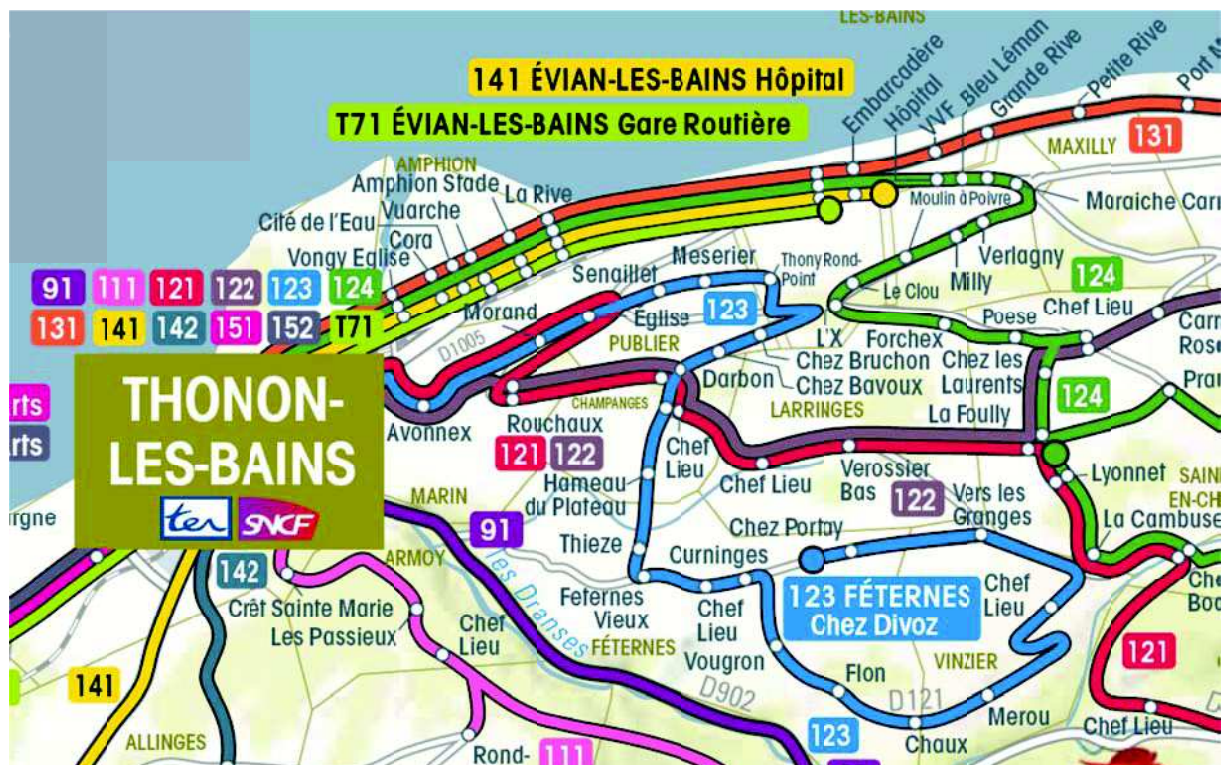 LES-BAINS
141 ÉVIAN-LES-BAINS Hôpital
T71 ÉVIAN-LES-BAINS Gare Routière
Embarcadère
Hôpital
VVF
Bleu Léman
Grande Rive
Petite Rive
MAXILLY
131
AMPHION
Amphion Stade
La Rive
Vuarche
Cité de l'Eau
Cora
Vongy Eglise
Moulin à Poivre
Verlagny
Milly
124
Chef Lieu
91 111 121 122 123 124
131 141 142 151 152 T71
THONON-
LES-BAINS
ter SNCF
Morand
D1005
Senaillet
Meserier
Thony Rond-
Point
123
Eglise
PUBLIER
Le Clou
L'X
Forchex
Poese
Chez Bruchon
Chez Bavoux
Darbon
LARRINGES
Chez les
Laurents
La Foully
124
CHAMPANGES
Avonnex
Rouchaux
121 122
Chef
Lieu
Hameau
du Plateau
Chef Lieu
Verossier
Bas
122
Vers les
Granges
Lyonnet
La Cambuse
MARIN
91
ARMOY
Les Dranses
Thieze
Curninges
Chez Portay
123 FÉTERNES
Chez Divoz
Chef
Lieu
142
Crêt Sainte Marie
Les Passieux
Chef
Lieu
Feternes
Vieux
FÉTERNES
Chef
Lieu
Vougron
Flon
VINZIER
D121
D902
Merou
Chaux
123
121
Chef Lieu
141
ALLINGES
Rond-
111